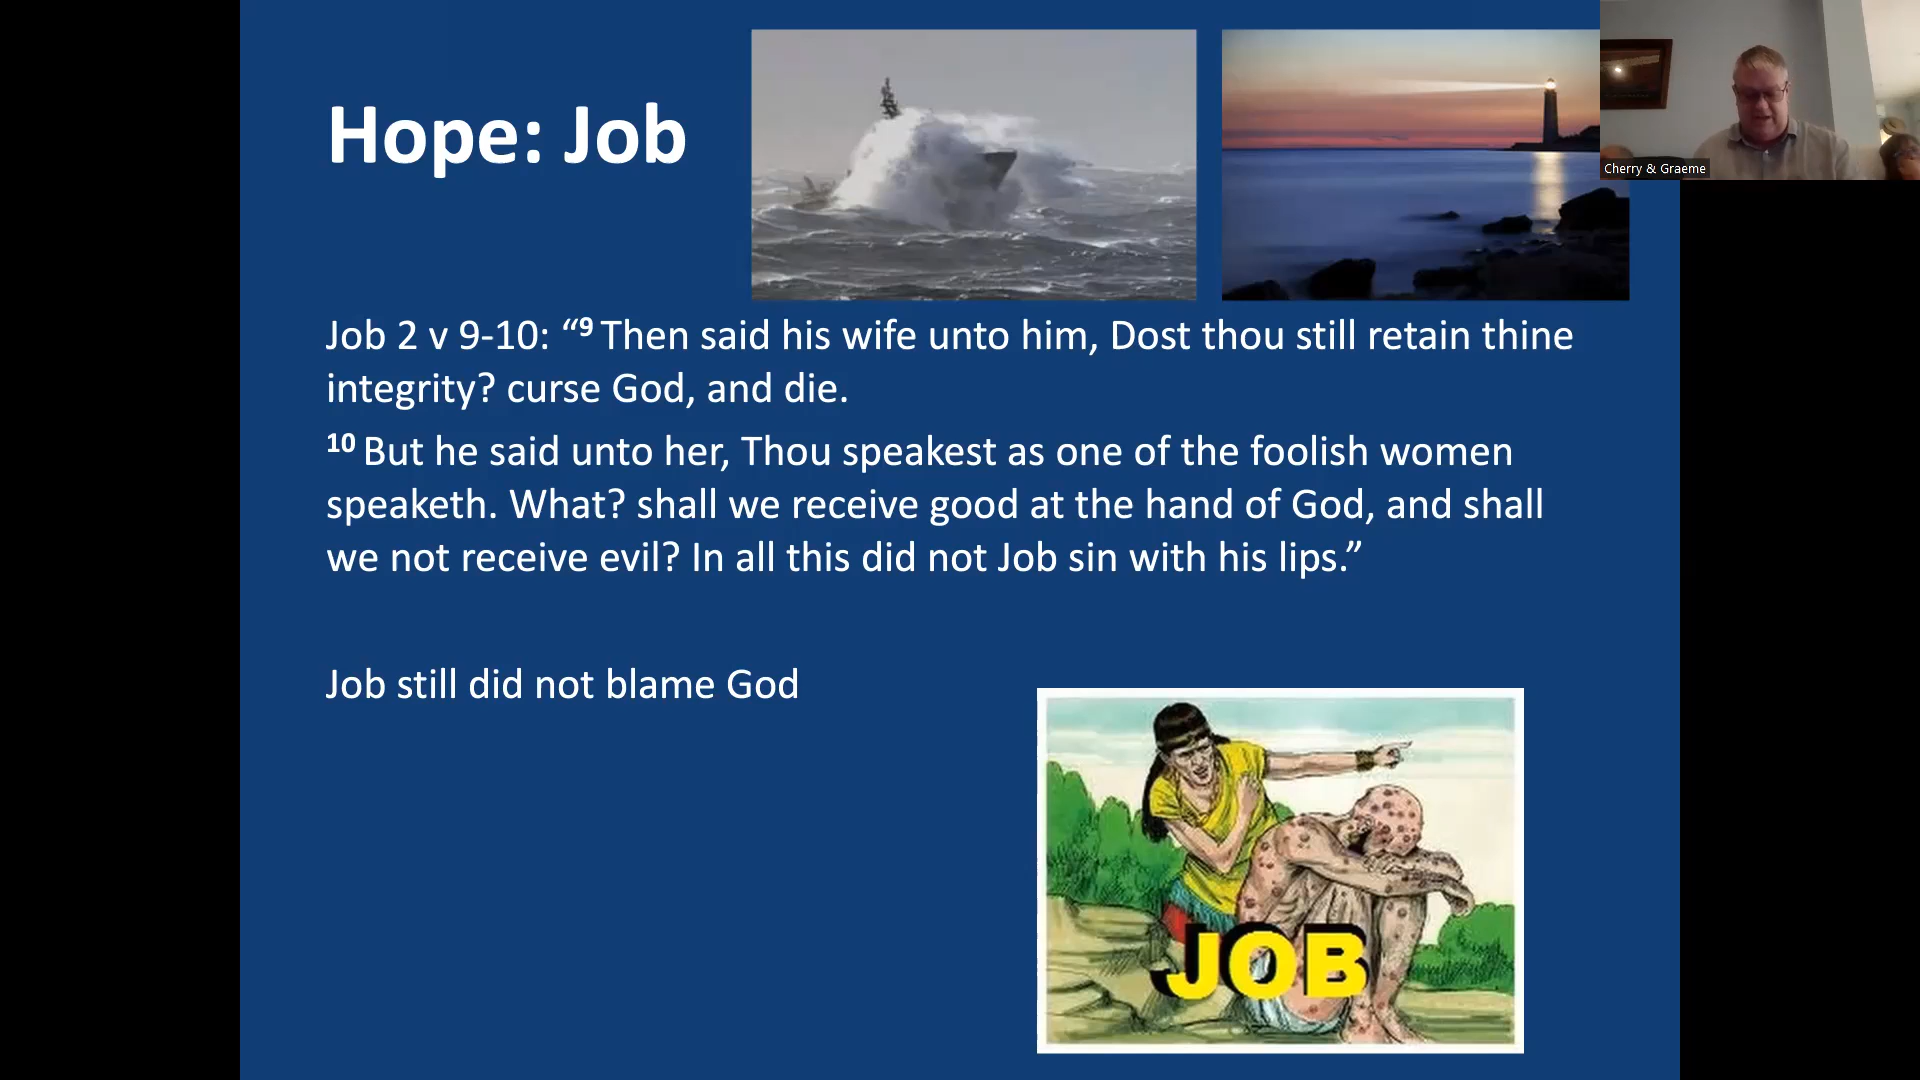 Hope: Job
Cherry & Graeme
Job 2 v 9-10: “9 Then said his wife unto him, Dost thou still retain thine
integrity? curse God, and die.
10 But he said unto her, Thou speakest as one of the foolish women
speaketh. What? shall we receive good at the hand of God, and shall
we not receive evil? In all this did not Job sin with his lips.”
Job still did not blame God
JOB